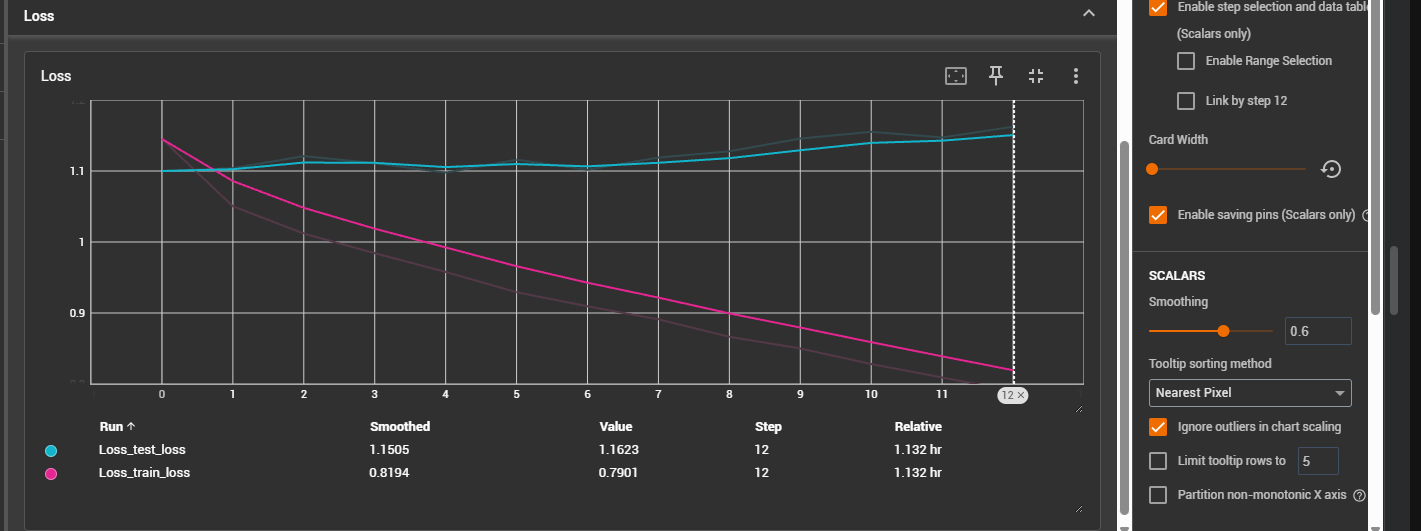 Loss
Loss
1.1
1
0.9
0 1 2 3 4 5 6 7 8 9 10 11 12 ×
Run ↑ Smoothed Value Step Relative
Loss_test_loss 1.1505 1.1623 12 1.132 hr
Loss_train_loss 0.8194 0.7901 12 1.132 hr
Enable step selection and data table
(Scalars only)
Enable Range Selection
Link by step 12
Card Width
Enable saving pins (Scalars only)
SCALARS
Smoothing
0.6
Tooltip sorting method
Nearest Pixel
Ignore outliers in chart scaling
Limit tooltip rows to 5
Partition non-monotonic X axis ?